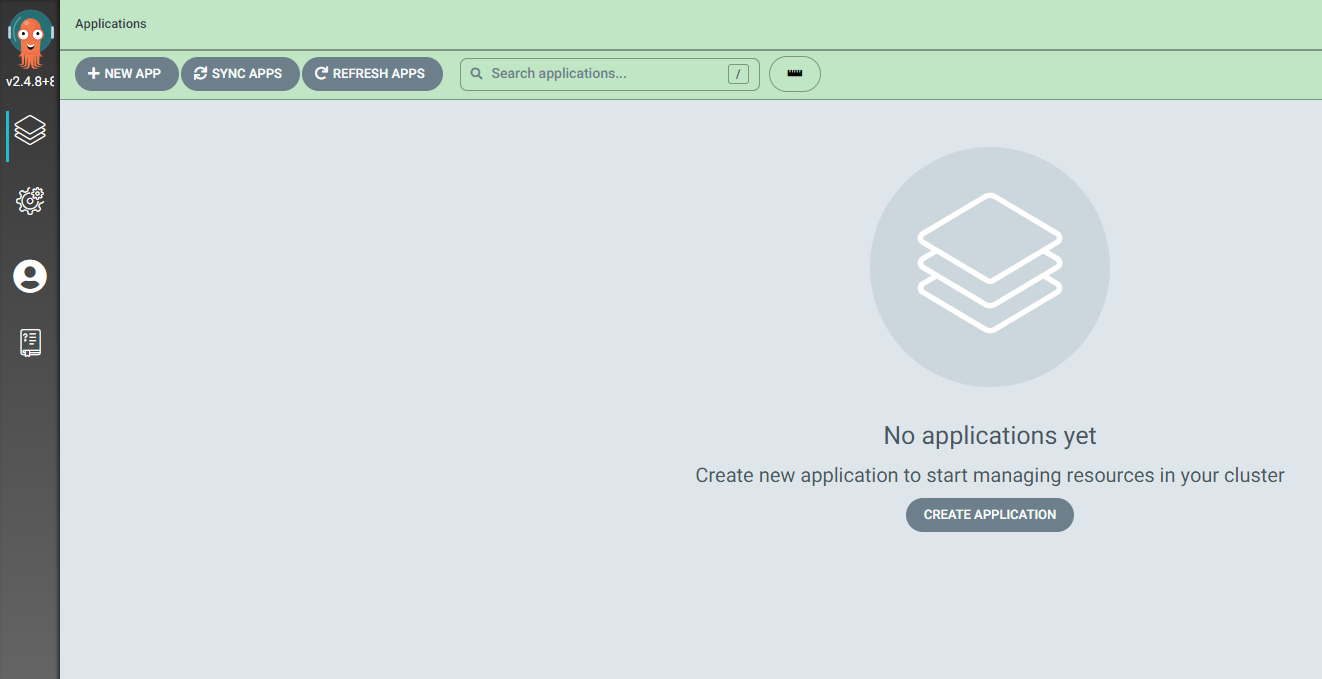 Applications
v2.4.8+8
NEW APP
SYNC APPS
REFRESH APPS
Search applications...
/
No applications yet
Create new application to start managing resources in your cluster
CREATE APPLICATION